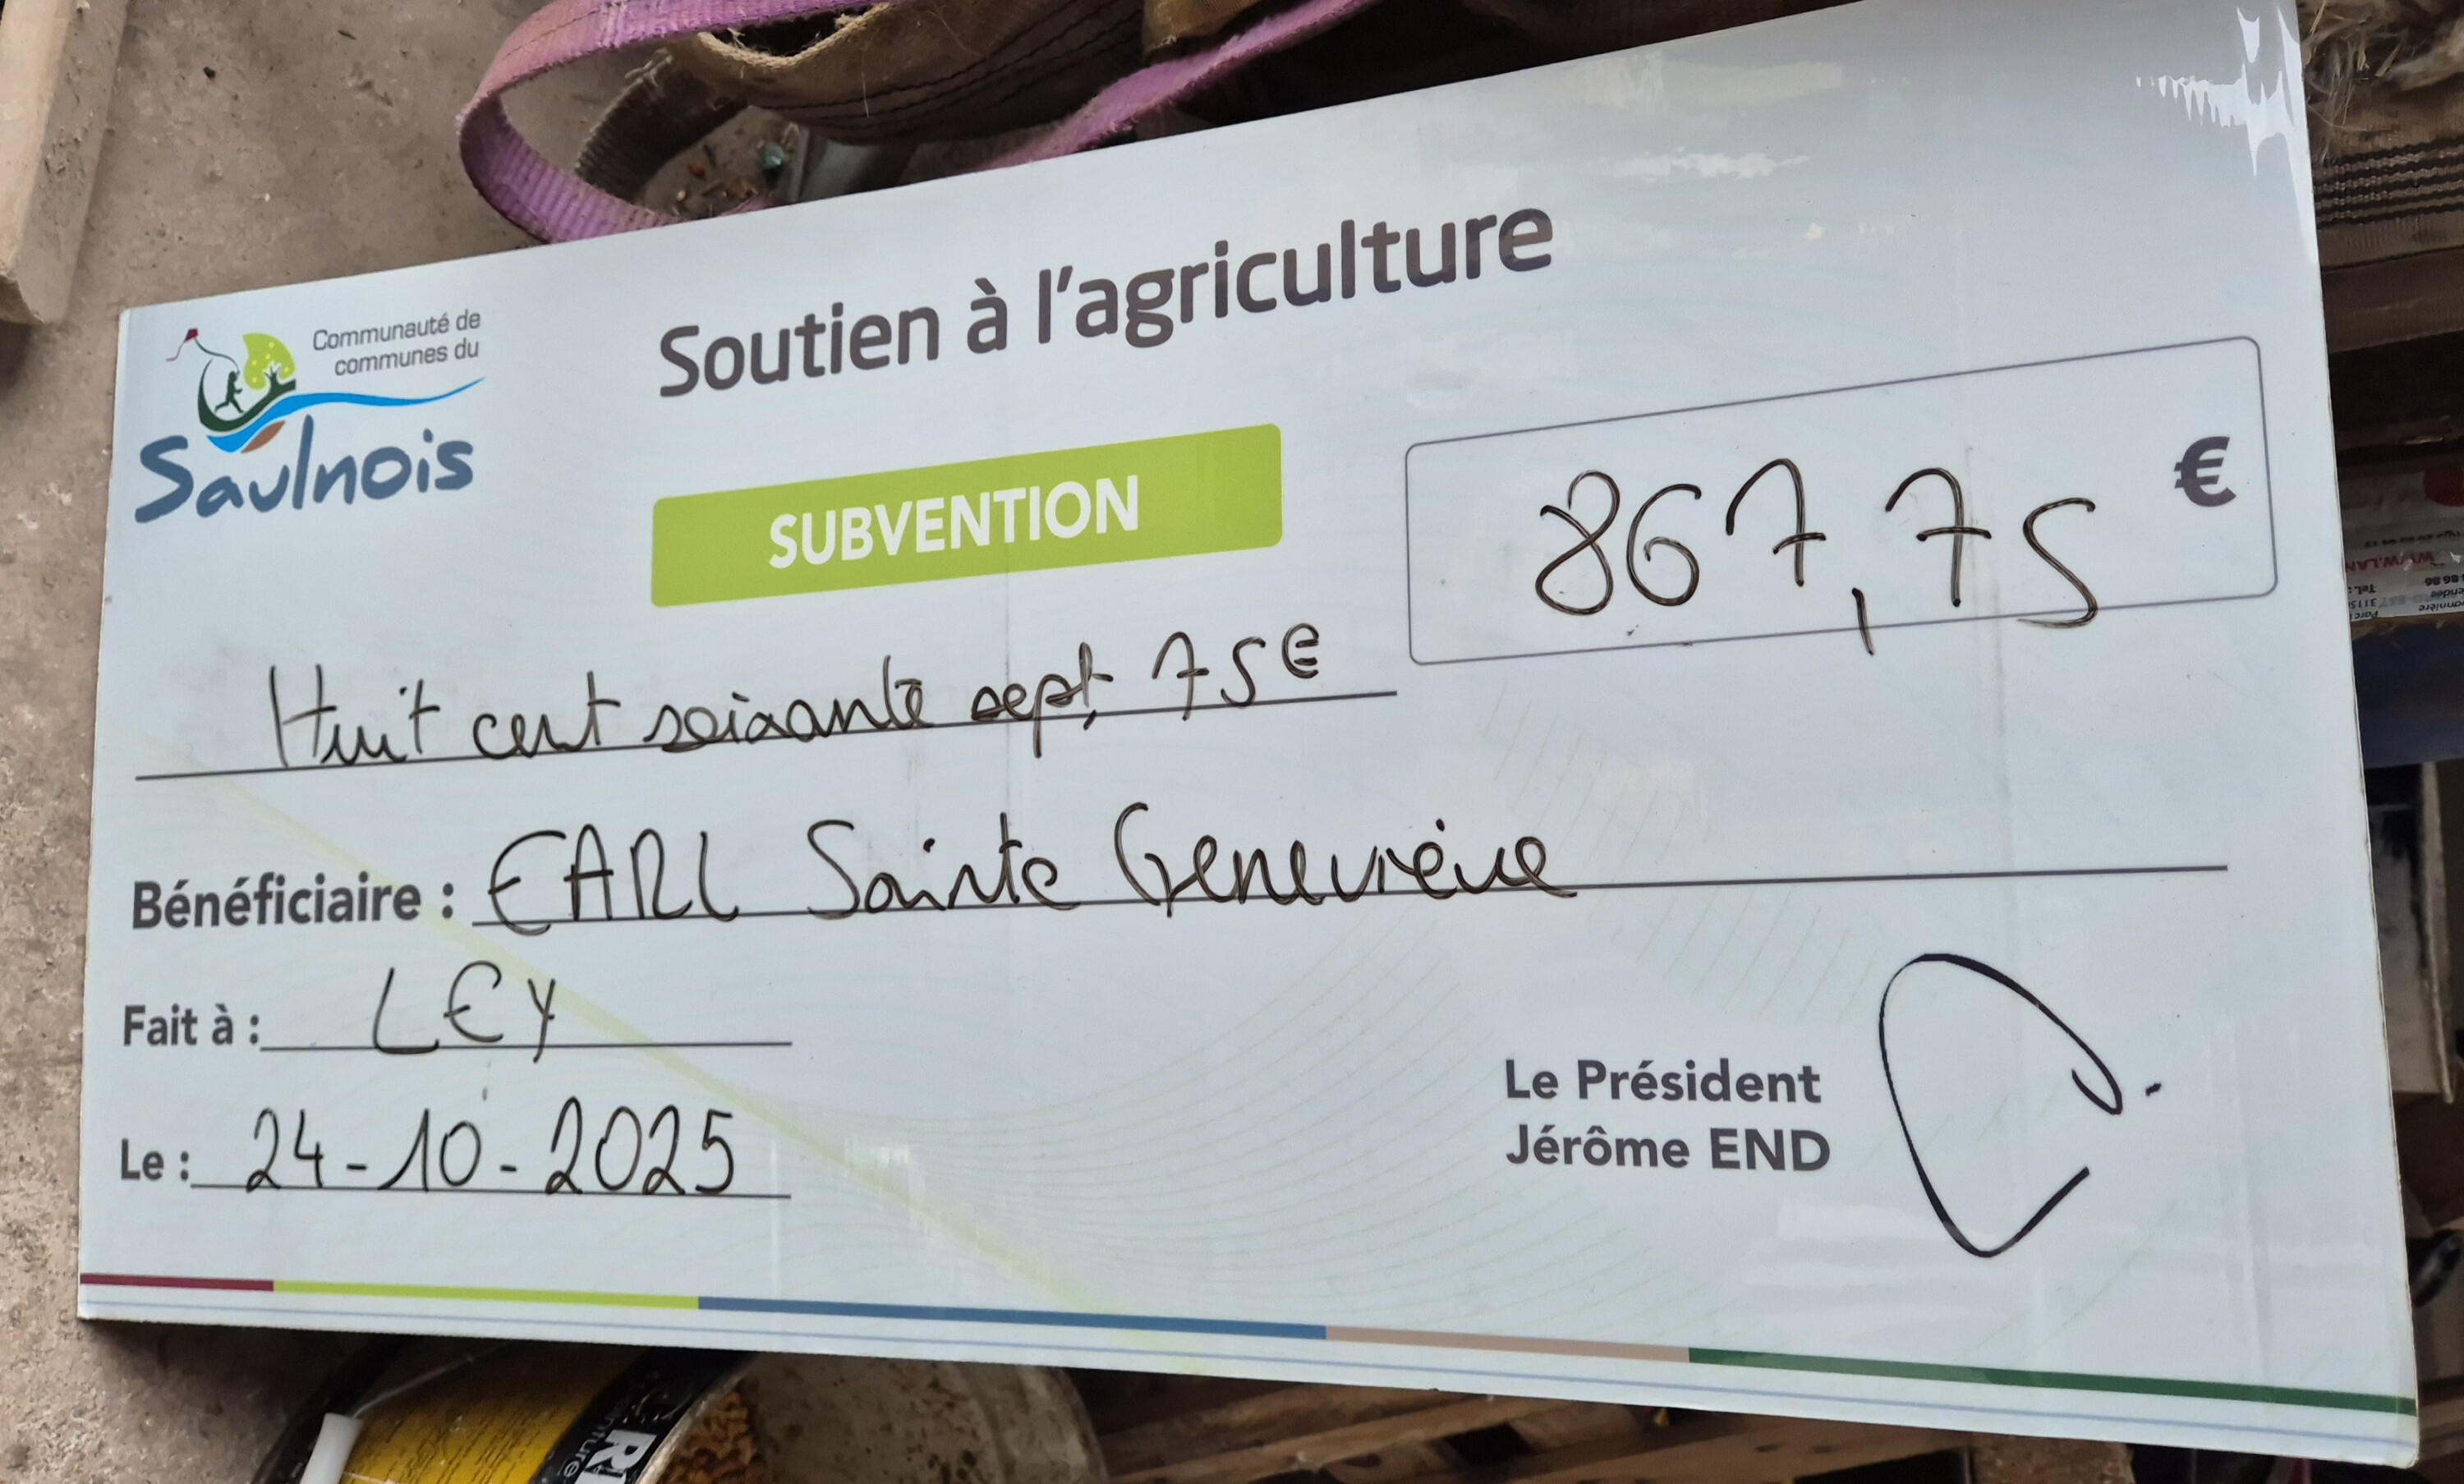 Communauté de
communes du
Saulnois
Soutien à l'agriculture
SUBVENTION
867,75 €
Huit cent soixante sept, 75€
Bénéficiaire : EARL Sainte Geneviève
Fait à : LEY
Le : 24-10-2025
Le Président
Jérôme END